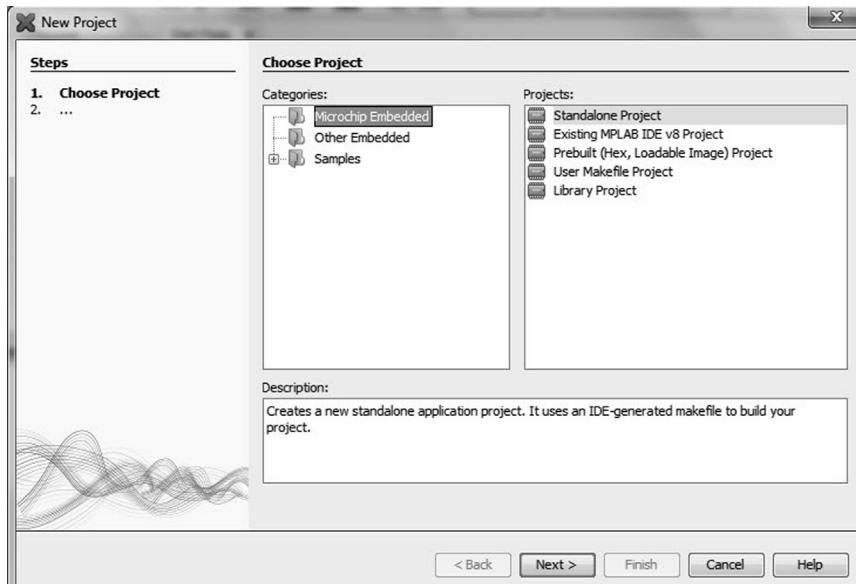 New Project
Steps
1. Choose Project
2. ...
Choose Project
Categories:
Microchip Embedded
Other Embedded
Samples
Projects:
Standalone Project
Existing MPLAB IDE v8 Project
Prebuilt (Hex, Loadable Image) Project
User Makefile Project
Library Project
Description:
Creates a new standalone application project. It uses an IDE-generated makefile to build your
project.
< Back
Next >
Finish
Cancel
Help